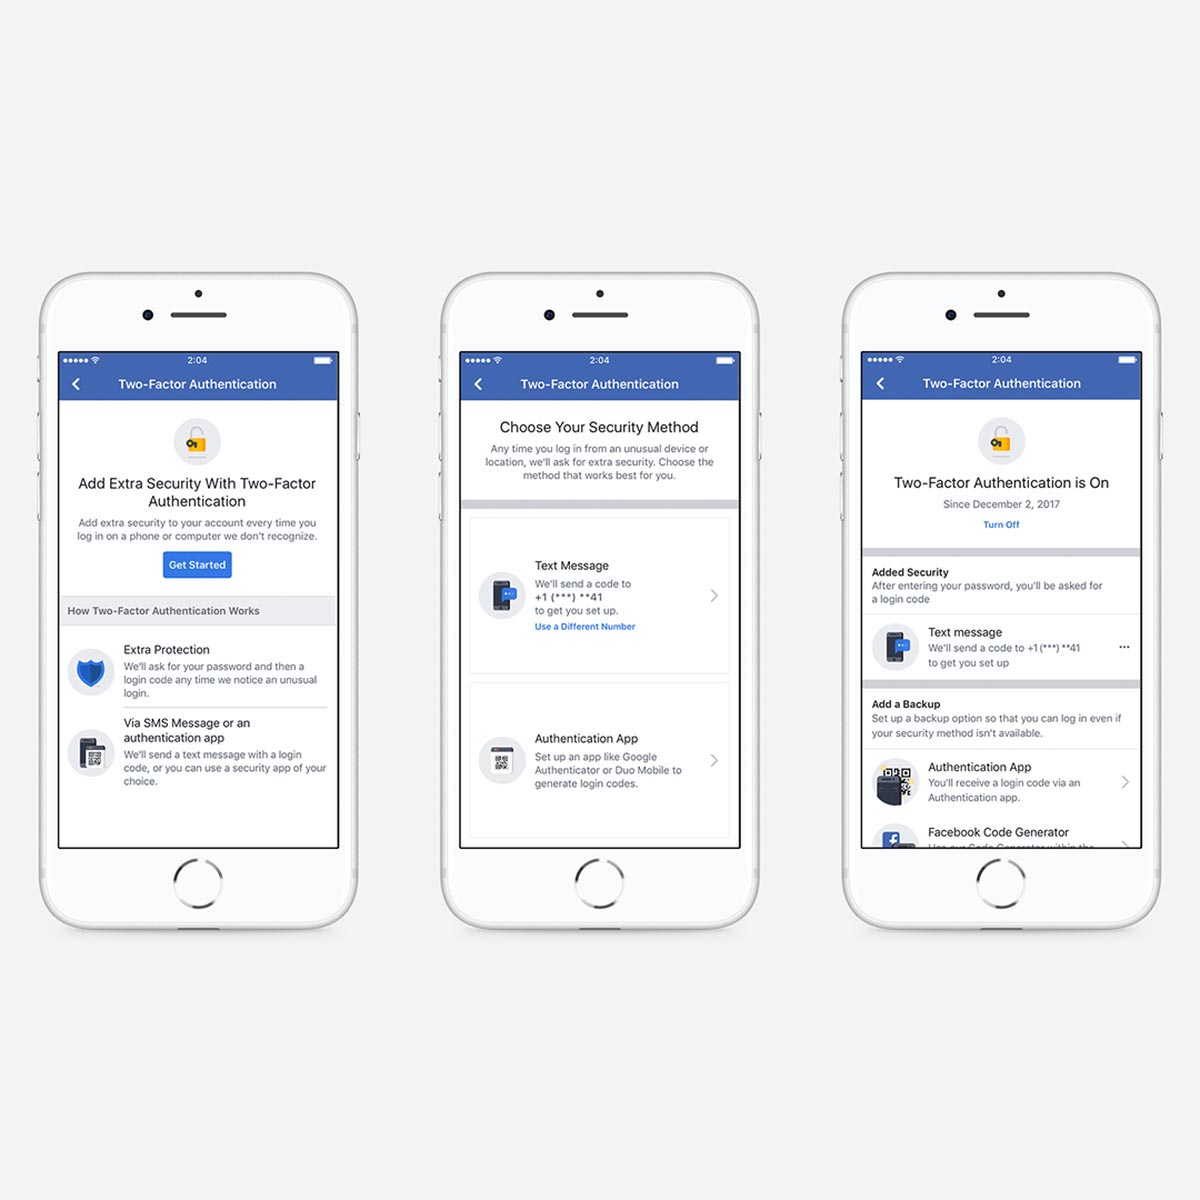 2:04
Two-Factor Authentication
Add Extra Security With Two-Factor
Authentication
Add extra security to your account every time you
log in on a phone or computer we don't recognize.
Get Started
How Two-Factor Authentication Works
Extra Protection
We'll ask for your password and then a
login code any time we notice an unusual
login.
Via SMS Message or an
authentication app
We'll send a text message with a login
code, or you can use a security app of your
choice.
2:04
Two-Factor Authentication
Choose Your Security Method
Any time you log in from an unusual device or
location, we'll ask for extra security. Choose the
method that works best for you.
Text Message
We'll send a code to
+1 (***) **41
to get you set up.
Use a Different Number
Authentication App
Set up an app like Google
Authenticator or Duo Mobile to
generate login codes.
2:04
Two-Factor Authentication
Two-Factor Authentication is On
Since December 2, 2017
Turn Off
Added Security
After entering your password, you'll be asked for
a login code
Text message
We'll send a code to +1 (***) **41
to get you set up
Add a Backup
Set up a backup option so that you can log in even if
your security method isn't available.
Authentication App
You'll receive a login code via an
Authentication app.
Facebook Code Generator
Use our Code Generator within the